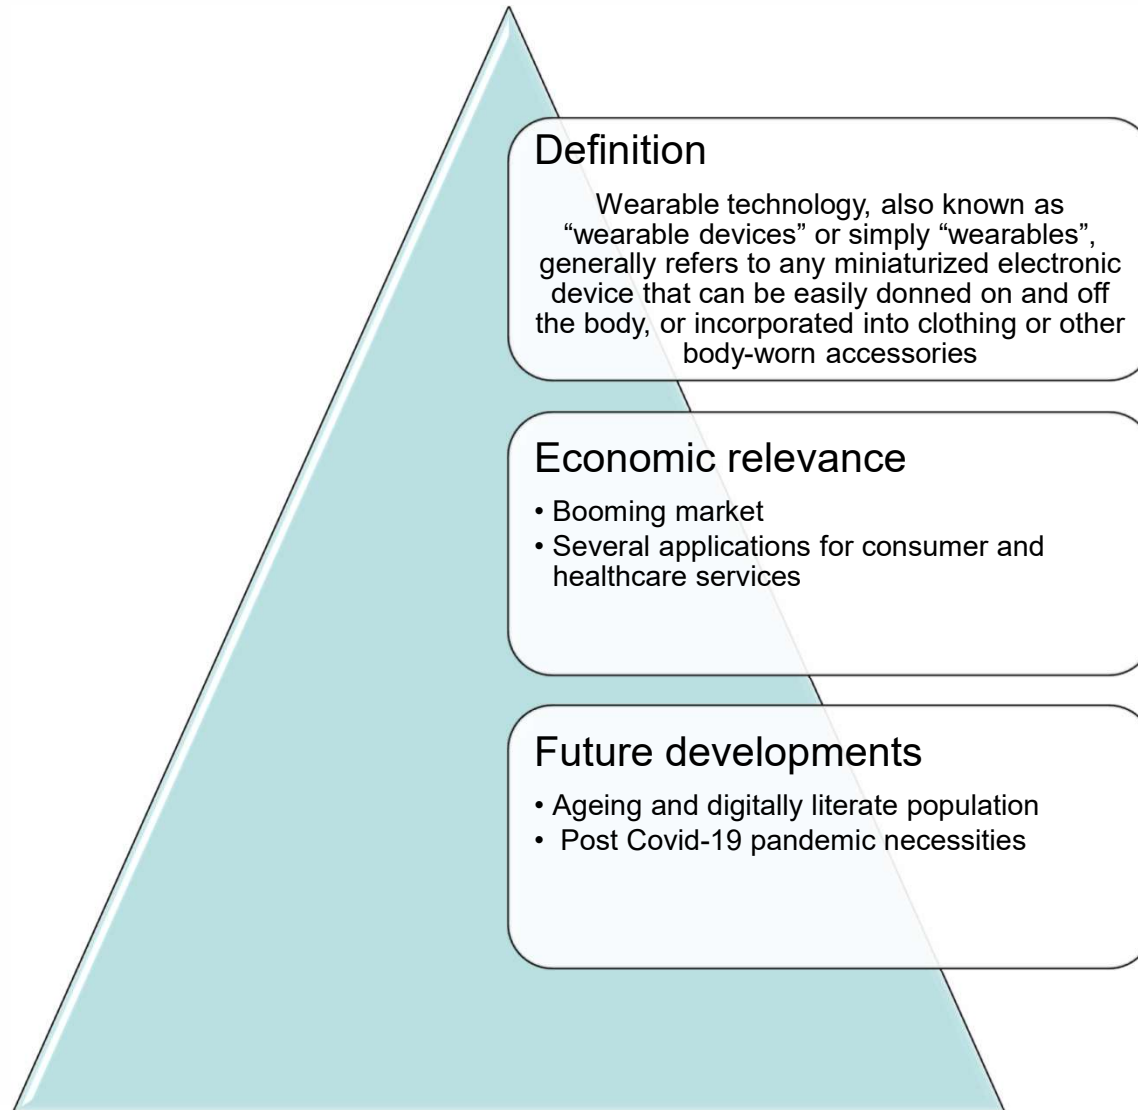 Definition
Wearable technology, also known as
“wearable devices” or simply “wearables”,
generally refers to any miniaturized electronic
device that can be easily donned on and off
the body, or incorporated into clothing or other
body-worn accessories
Economic relevance
• Booming market
• Several applications for consumer and
healthcare services
Future developments
• Ageing and digitally literate population
• Post Covid-19 pandemic necessities